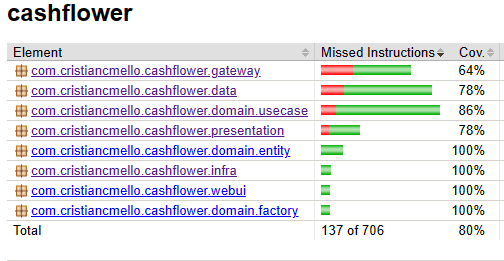 cashflower
Element Missed Instructions Cov.
com.cristiancmello.cashflower.gateway 64%
com.cristiancmello.cashflower.data 78%
com.cristiancmello.cashflower.domain.usecase 86%
com.cristiancmello.cashflower.presentation 78%
com.cristiancmello.cashflower.domain.entity 100%
com.cristiancmello.cashflower.infra 100%
com.cristiancmello.cashflower.webui 100%
com.cristiancmello.cashflower.domain.factory 100%
Total 137 of 706 80%